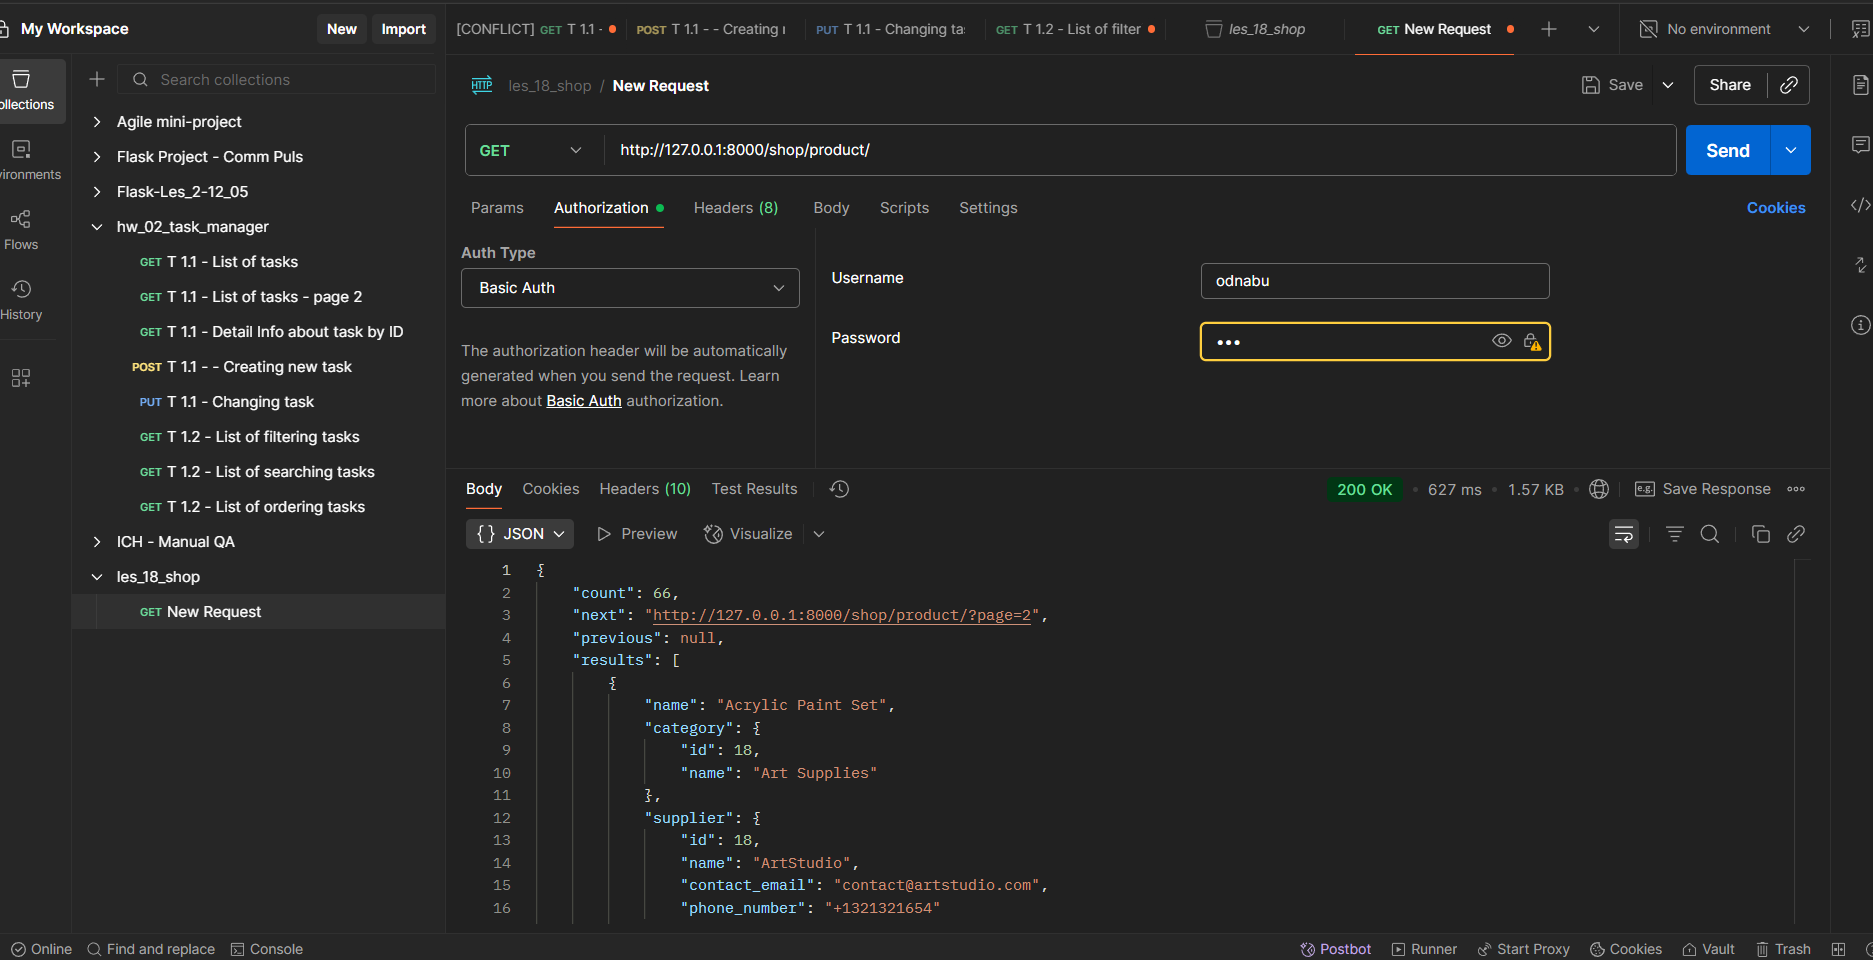 My Workspace
New
Import
[CONFLICT] GET T 1.1 -
POST T 1.1 - - Creating
PUT T 1.1 - Changing ta
GET T 1.2 - List of filter
les_18_shop
GET New Request
No environment
ollections
Search collections
vironments
Flows
History
Agile mini-project
Flask Project - Comm Puls
Flask-Les_2-12_05
hw_02_task_manager
GET T 1.1 - List of tasks
GET T 1.1 - List of tasks - page 2
GET T 1.1 - Detail Info about task by ID
POST T 1.1 - - Creating new task
PUT T 1.1 - Changing task
GET T 1.2 - List of filtering tasks
GET T 1.2 - List of searching tasks
GET T 1.2 - List of ordering tasks
ICH - Manual QA
les_18_shop
GET New Request
HTTP les_18_shop / New Request
Save
Share
GET
http://127.0.0.1:8000/shop/product/
Send
Params Authorization Headers (8) Body Scripts Settings
Cookies
Auth Type
Basic Auth
The authorization header will be automatically
generated when you send the request. Learn
more about Basic Auth authorization.
Username
odnabu
Password
•••
Body Cookies Headers (10) Test Results
200 OK • 627 ms • 1.57 KB
e.g. Save Response
{} JSON Preview Visualize
1 {
2 "count": 66,
3 "next": "http://127.0.0.1:8000/shop/product/?page=2",
4 "previous": null,
5 "results": [
6 {
7 "name": "Acrylic Paint Set",
8 "category": {
9 "id": 18,
10 "name": "Art Supplies"
11 },
12 "supplier": {
13 "id": 18,
14 "name": "ArtStudio",
15 "contact_email": "contact@artstudio.com",
16 "phone_number": "+1321321654"
Online Find and replace Console
Postbot Runner Start Proxy Cookies Vault Trash